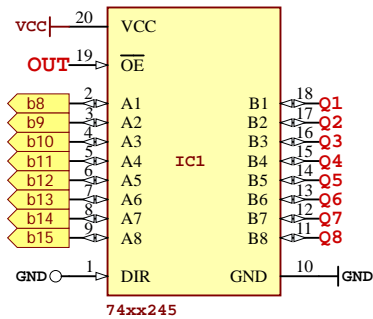 VCC 20 VCC
OUT 19 OE
b8 2 A1 B1 18 Q1
b9 3 A2 B2 17 Q2
b10 4 A3 B3 16 Q3
b11 5 A4 IC1 B4 15 Q4
b12 6 A5 B5 14 Q5
b13 7 A6 B6 13 Q6
b14 8 A7 B7 12 Q7
b15 9 A8 B8 11 Q8
GND 1 DIR GND 10 GND
74xx245